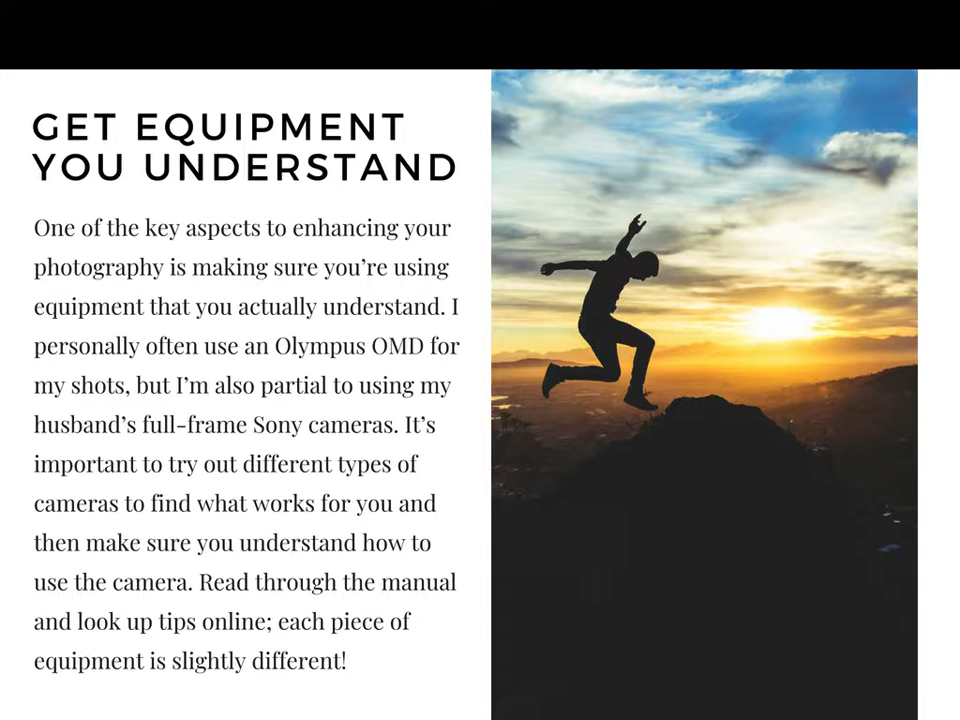 GET EQUIPMENT
YOU UNDERSTAND
One of the key aspects to enhancing your
photography is making sure you’re using
equipment that you actually understand. I
personally often use an Olympus OMD for
my shots, but I’m also partial to using my
husband’s full-frame Sony cameras. It’s
important to try out different types of
cameras to find what works for you and
then make sure you understand how to
use the camera. Read through the manual
and look up tips online; each piece of
equipment is slightly different!